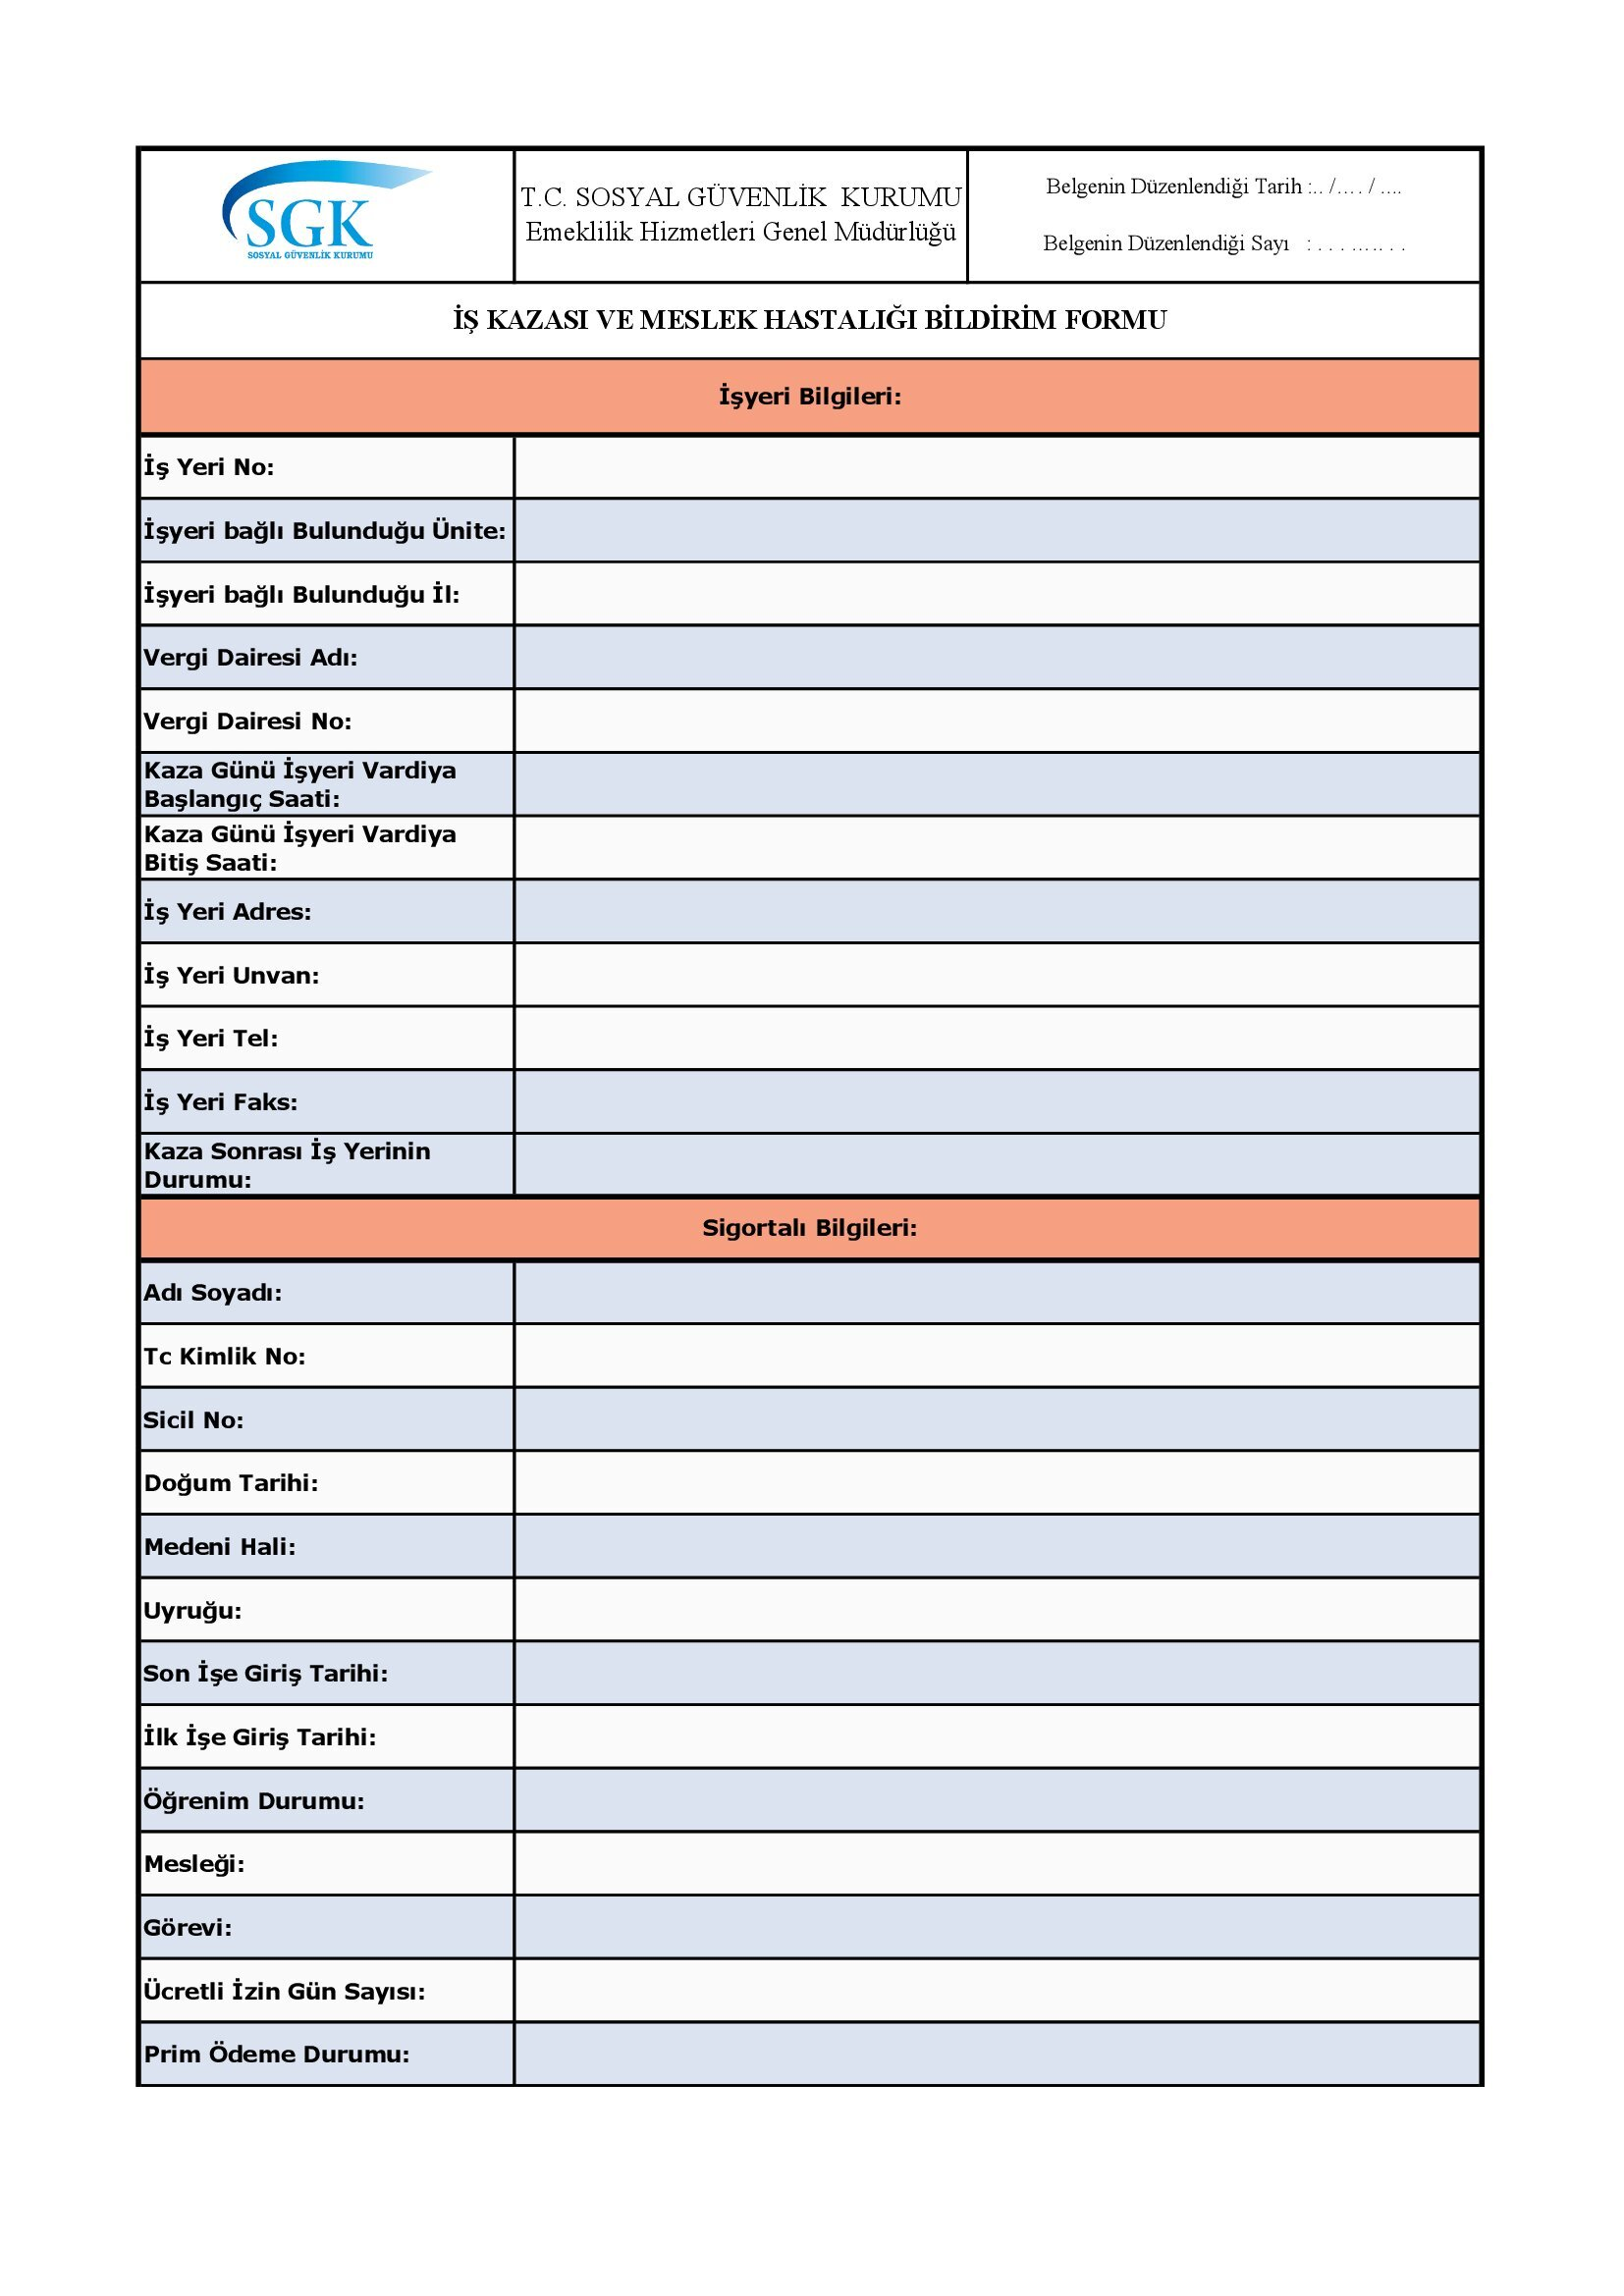 SGK
SOSYAL GÜVENLİK KURUMU
T.C. SOSYAL GÜVENLİK  KURUMU
Emeklilik Hizmetleri Genel Müdürlüğü
Belgenin Düzenlendiği Tarih :.. /.... / ....
Belgenin Düzenlendiği Sayı : . . . ... .. . .
İŞ KAZASI VE MESLEK HASTALIĞI BİLDİRİM FORMU
İşyeri Bilgileri:
İş Yeri No:
İşyeri bağlı Bulunduğu Ünite:
İşyeri bağlı Bulunduğu İl:
Vergi Dairesi Adı:
Vergi Dairesi No:
Kaza Günü İşyeri Vardiya
Başlangıç Saati:
Kaza Günü İşyeri Vardiya
Bitiş Saati:
İş Yeri Adres:
İş Yeri Unvan:
İş Yeri Tel:
İş Yeri Faks:
Kaza Sonrası İş Yerinin
Durumu:
Sigortalı Bilgileri:
Adı Soyadı:
Tc Kimlik No:
Sicil No:
Doğum Tarihi:
Medeni Hali:
Uyruğu:
Son İşe Giriş Tarihi:
İlk İşe Giriş Tarihi:
Öğrenim Durumu:
Mesleği:
Görevi:
Ücretli İzin Gün Sayısı:
Prim Ödeme Durumu: